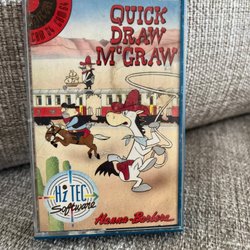 QUICK
DRAW
McGRAW
Hi TEC
Software
Hanna-Barbera